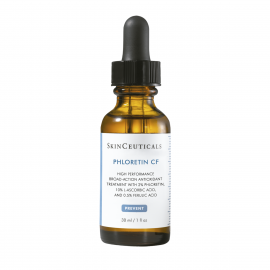 SKINCEUTICALS
PHLORETIN CF
HIGH PERFORMANCE
BROAD ACTION ANTIOXIDANT
TREATMENT WITH 2% PHLORETIN,
10% L-ASCORBIC ACID,
AND 0.5% FERULIC ACID
PREVENT
30 ml / 1 fl oz